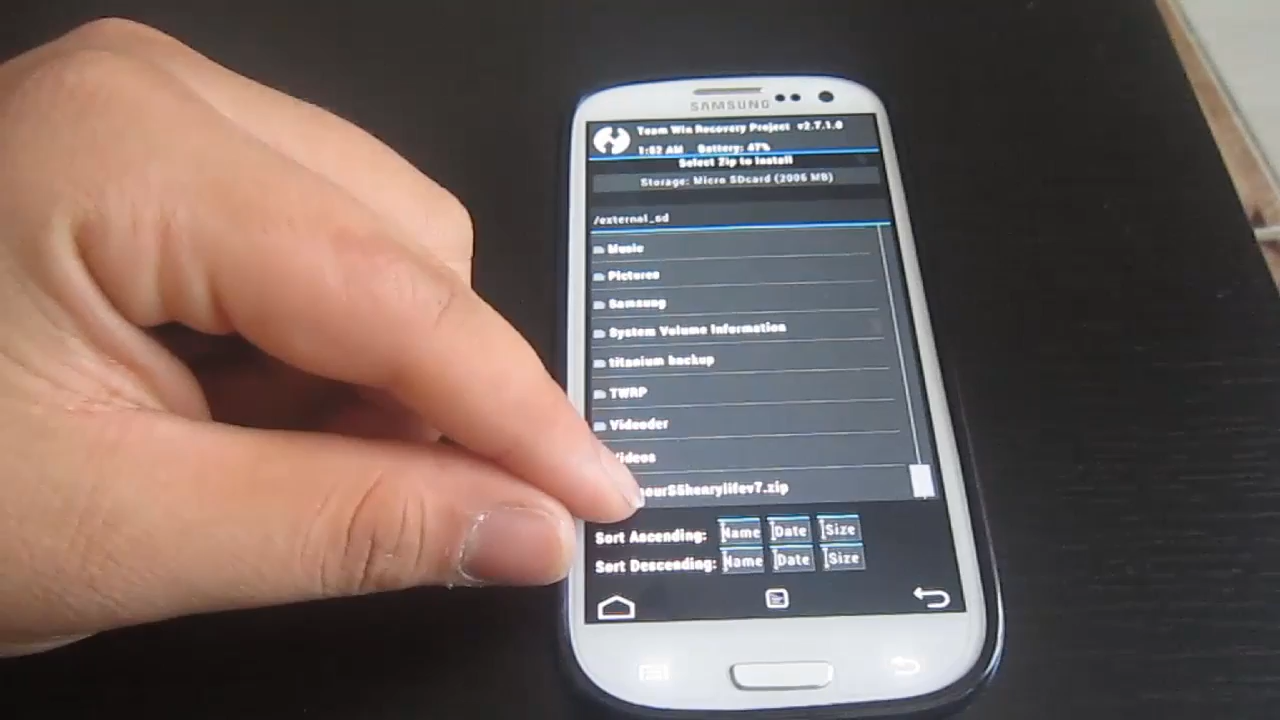 SAMSUNG
Team Win Recovery Project v2.7.1.0
1:52 AM Battery: 47%
Select Zip to Install
Storage: Micro SDcard (2006 MB)
/external_sd
Music
Pictures
Samsung
System Volume Information
titanium backup
TWRP
Videoder
Videos
Sort Ascending: Name Date Size
Sort Descending: Name Date Size